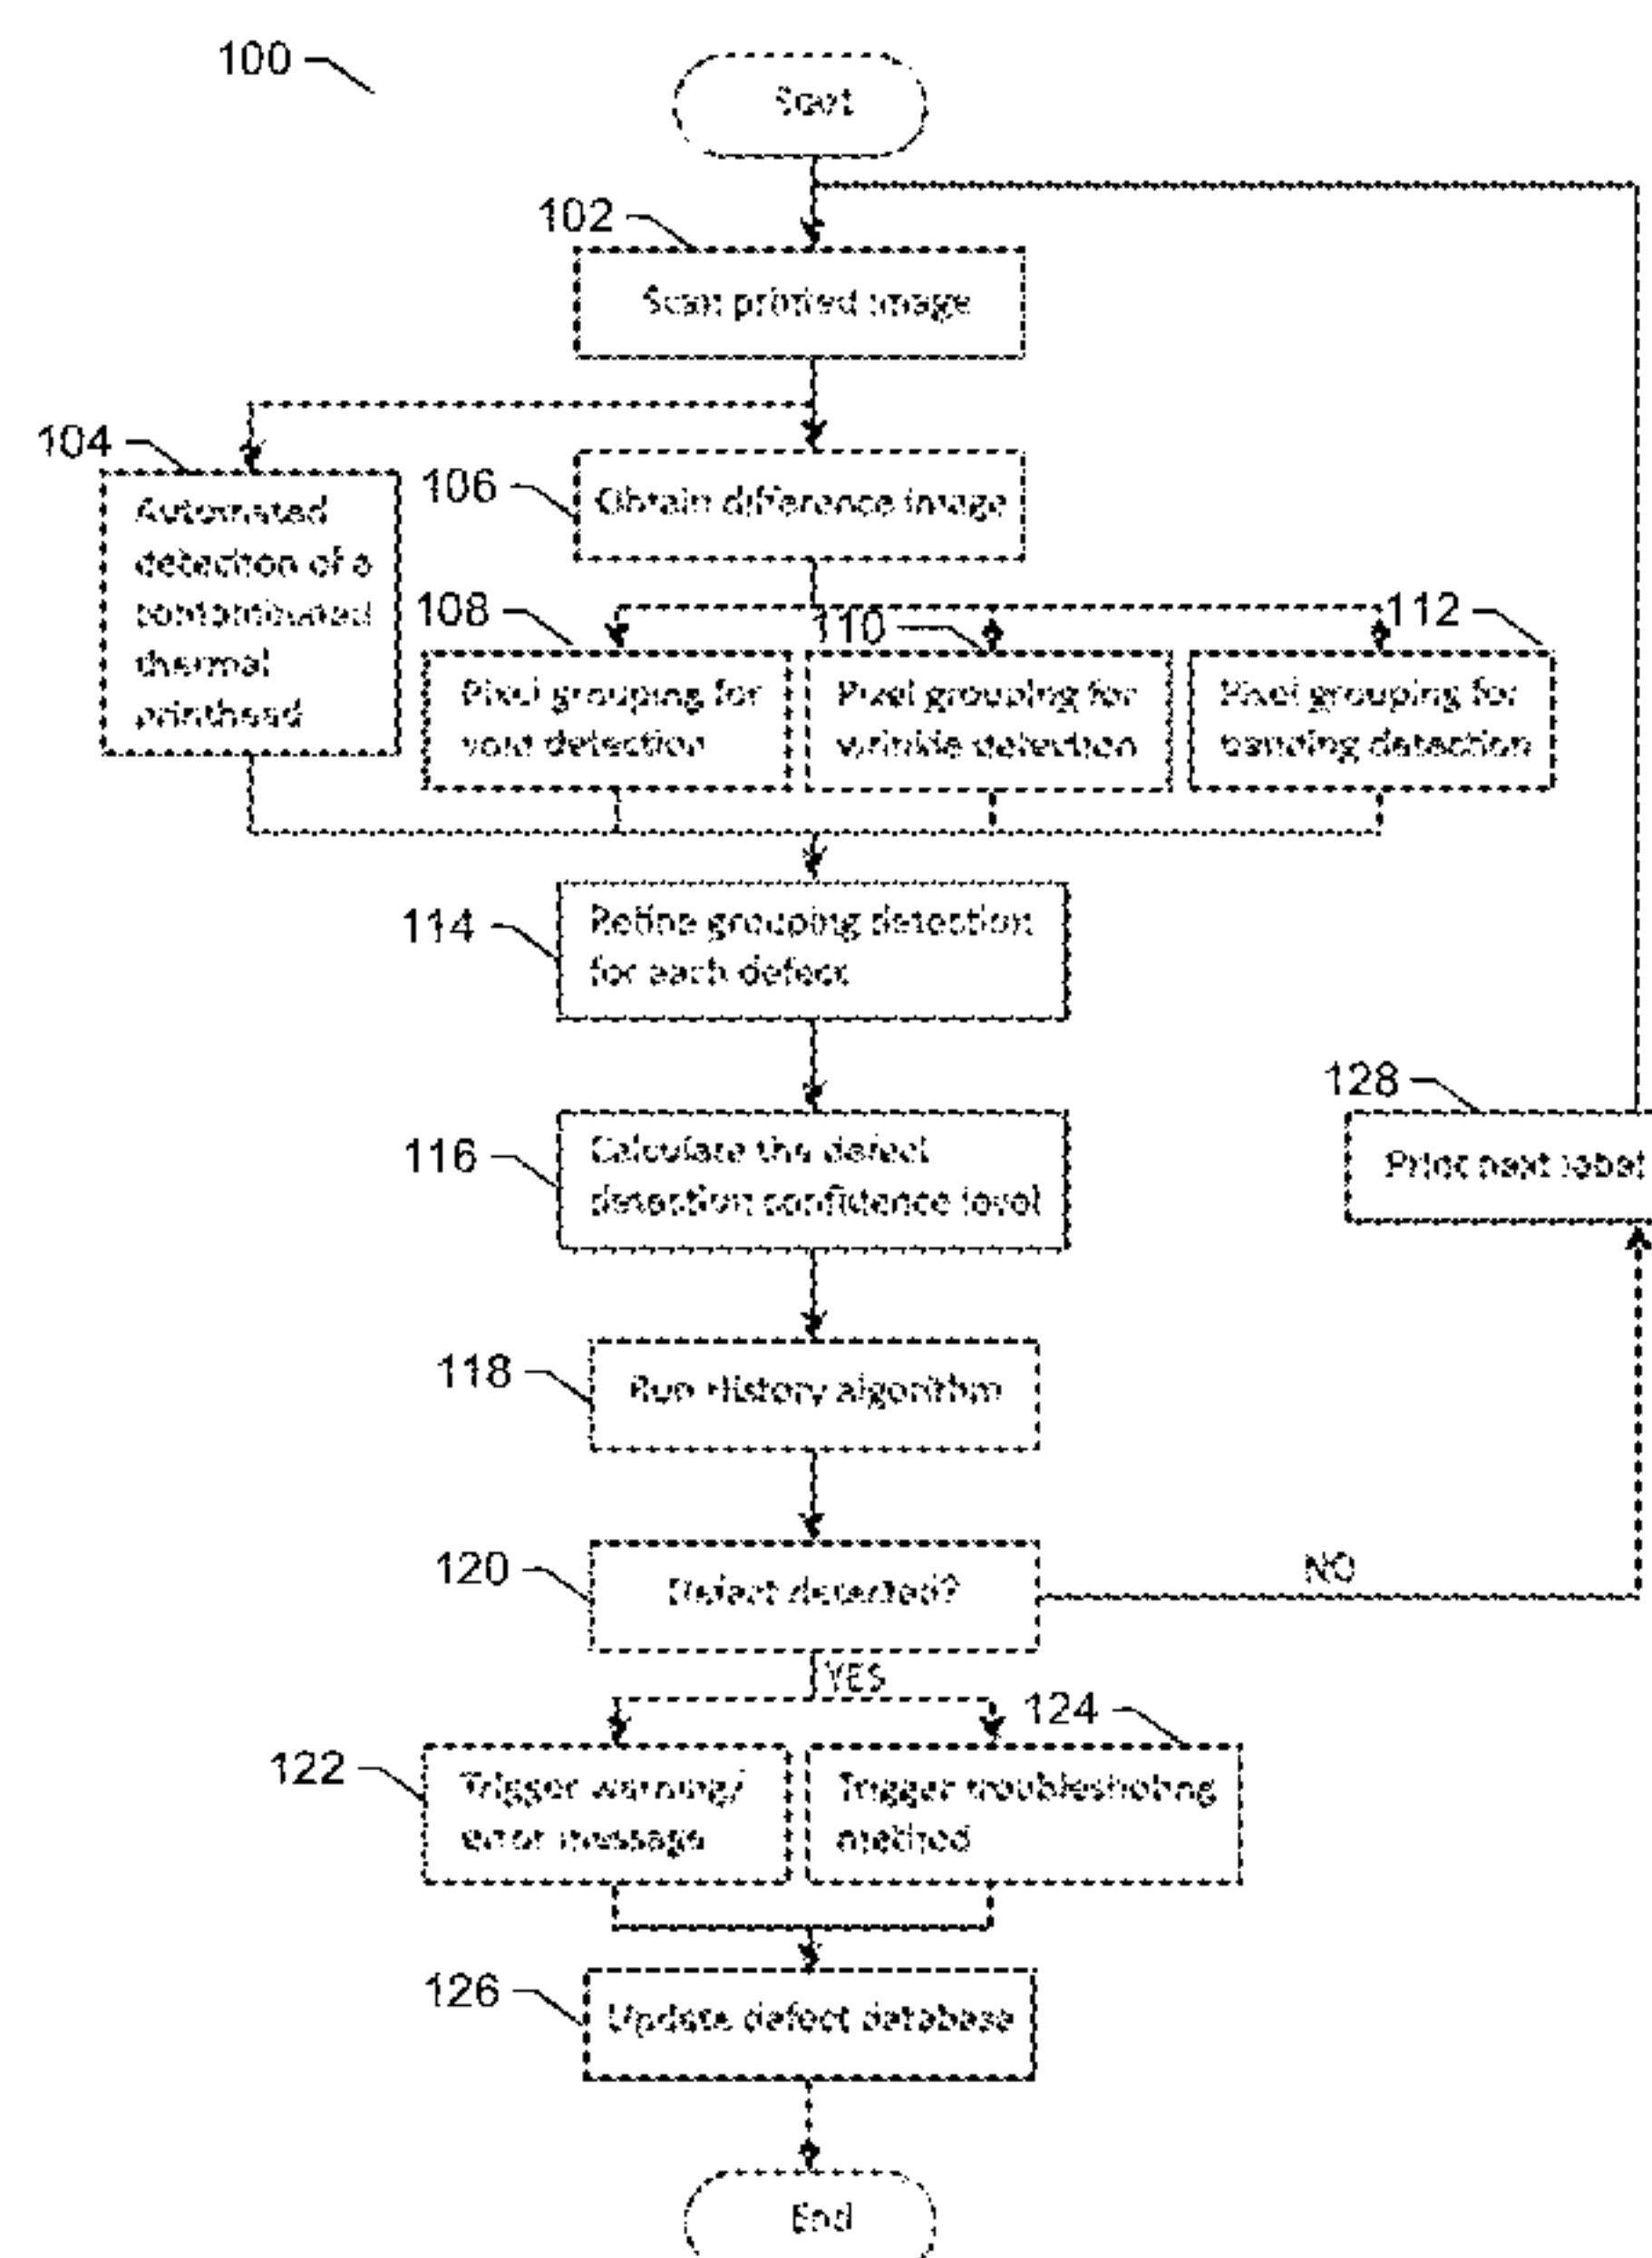 100
Start
102
Scan printed image
104
Automated
detection of a
contaminated
thermal
printhead
106
Obtain difference image
108
Pixel grouping for
void detection
110
Pixel grouping for
wrinkle detection
112
Pixel grouping for
banding detection
114
Refine grouping detection
for each defect
116
Calculate the defect
detection confidence level
128
Print next label
118
Run History algorithm
120
Defect detected?
NO
YES
122
Trigger warning/
error message
124
Trigger troubleshoting
method
126
Update defect database
End